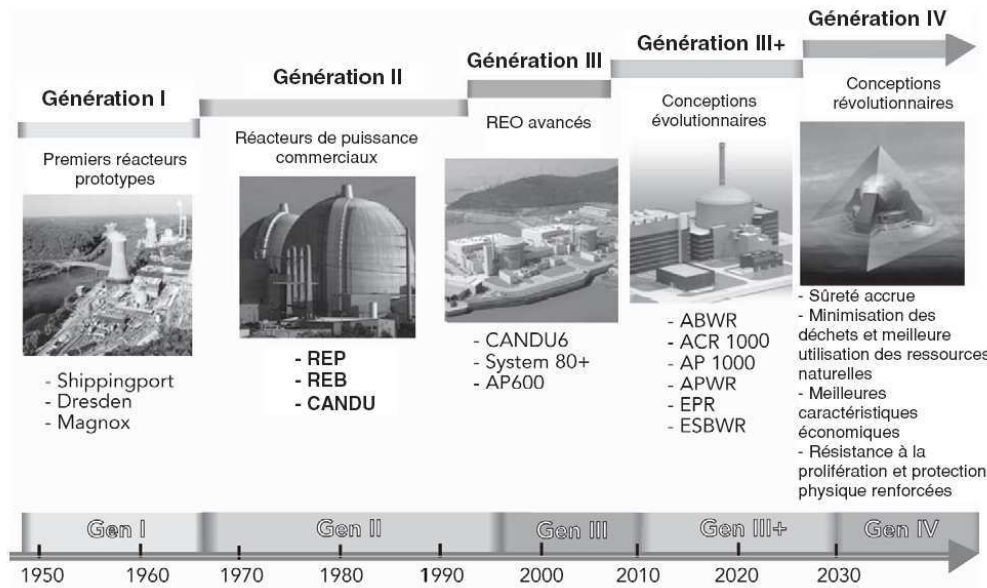 Génération I
Premiers réacteurs
prototypes
- Shippingport
- Dresden
- Magnox
Génération II
Réacteurs de puissance
commerciaux
- REP
- REB
- CANDU
Génération III
REO avancés
- CANDU6
- System 80+
- AP600
Génération III+
Conceptions
évolutionnaires
- ABWR
- ACR 1000
- AP 1000
- APWR
- EPR
- ESBWR
Génération IV
Conceptions
révolutionnaires
- Sûreté accrue
- Minimisation des
déchets et meilleure
utilisation des ressources
naturelles
- Meilleures
caractéristiques
économiques
- Résistance à la
prolifération et protection
physique renforcées
Gen I Gen II Gen III Gen III+ Gen IV
1950 1960 1970 1980 1990 2000 2010 2020 2030